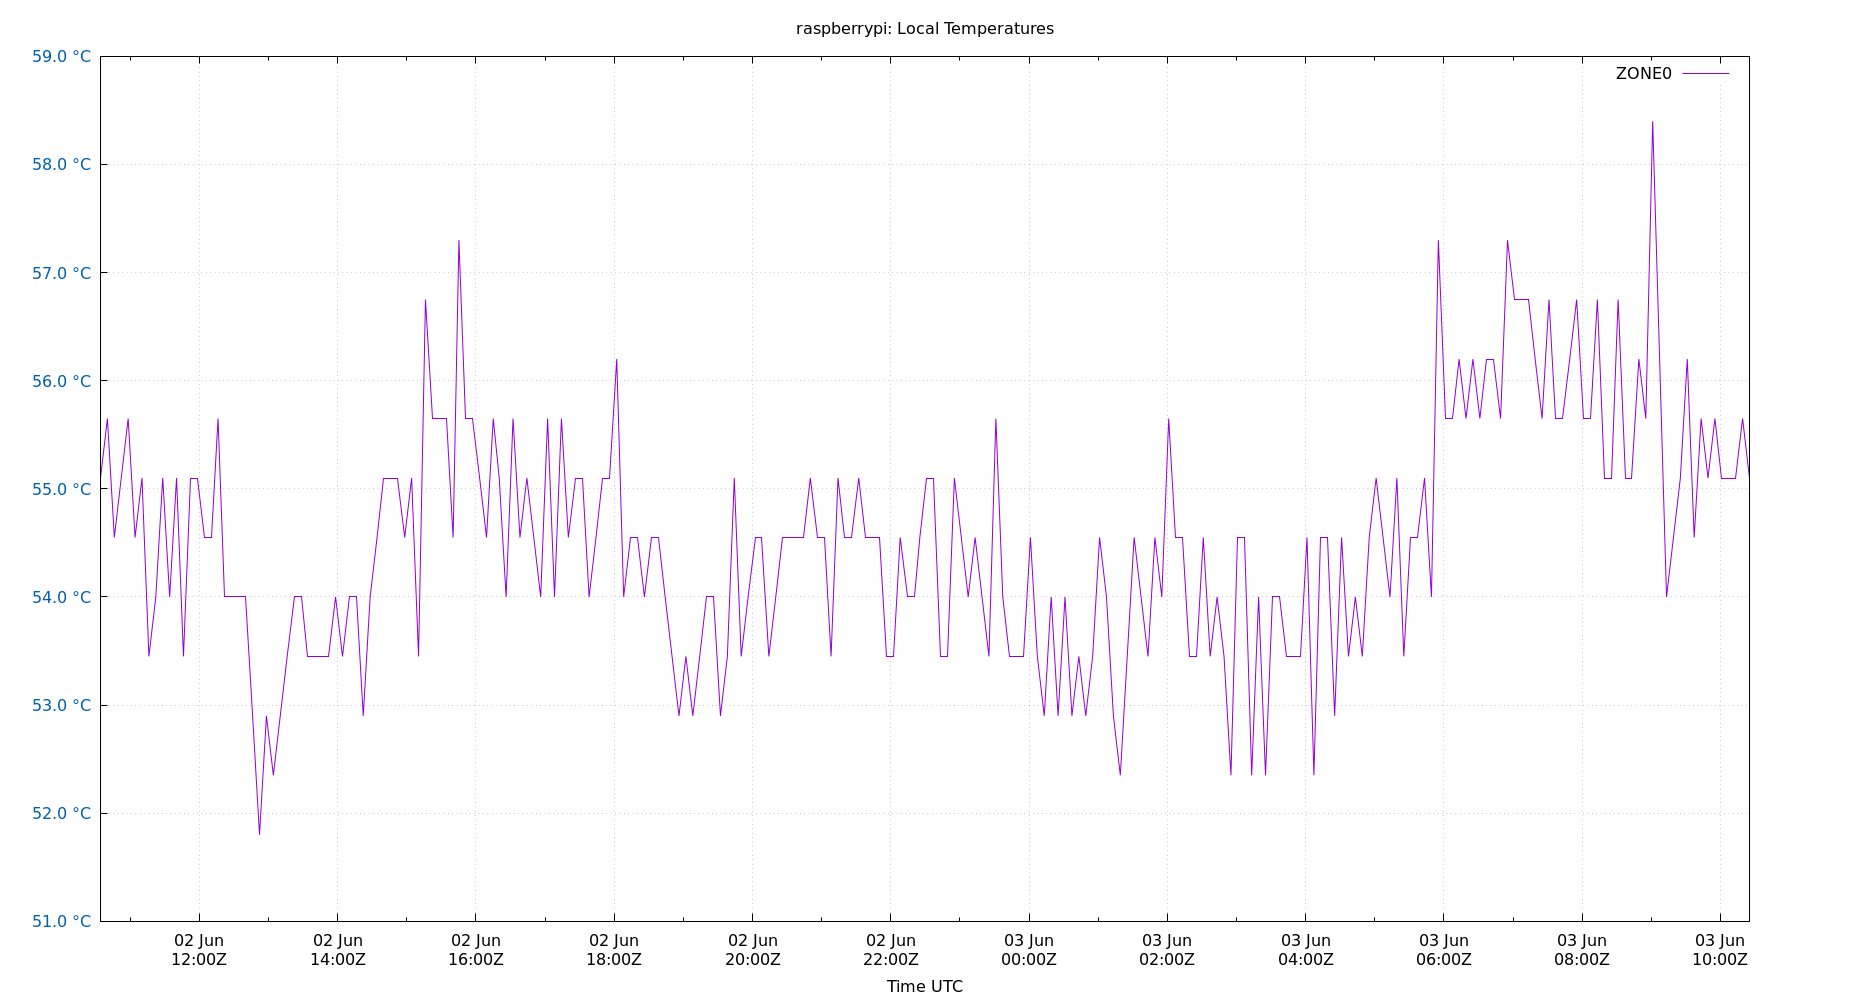 raspberrypi: Local Temperatures
59.0 °C
ZONE0
58.0 °C
57.0 °C
56.0 °C
55.0 °C
54.0 °C
53.0 °C
52.0 °C
51.0 °C
02 Jun 02 Jun 02 Jun 02 Jun 02 Jun 02 Jun 03 Jun 03 Jun 03 Jun 03 Jun 03 Jun 03 Jun
12:00Z 14:00Z 16:00Z 18:00Z 20:00Z 22:00Z 00:00Z 02:00Z 04:00Z 06:00Z 08:00Z 10:00Z
Time UTC